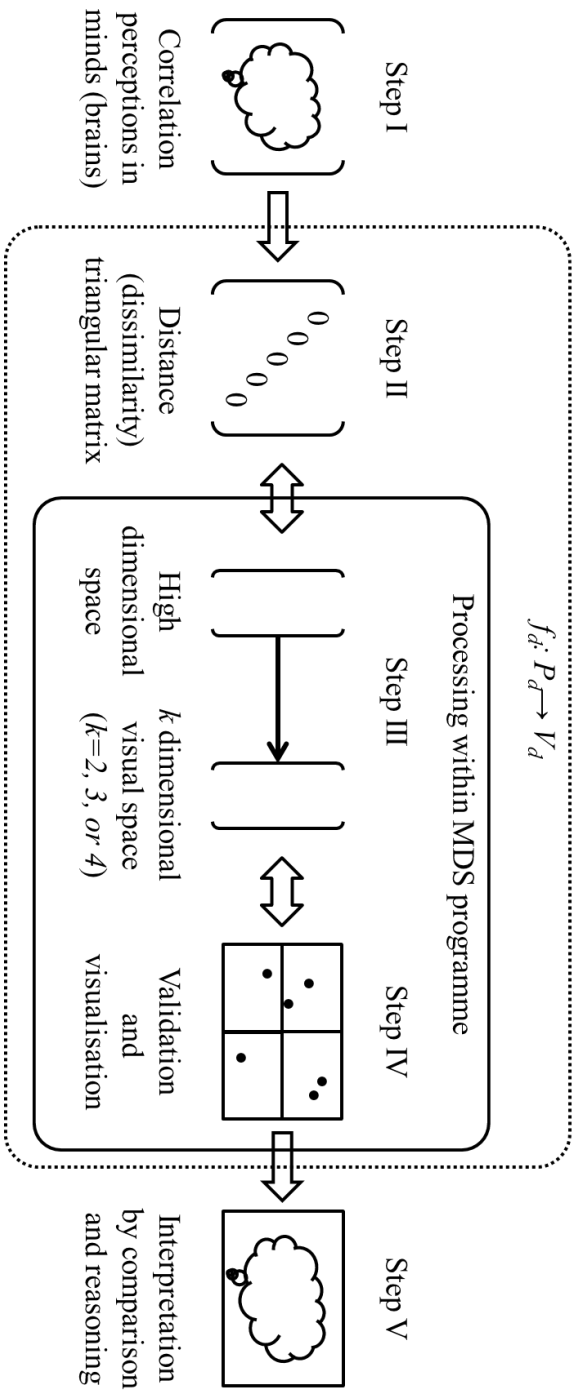 f_d: P_d → V_d
Processing within MDS programme
Step I
Step II
Step III
Step IV
Step V
0
0
0
0
0
Correlation
perceptions in
minds (brains)
Distance
(dissimilarity)
triangular matrix
High
dimensional
space
k dimensional
visual space
(k=2, 3, or 4)
Validation
and
visualisation
Interpretation
by comparison
and reasoning